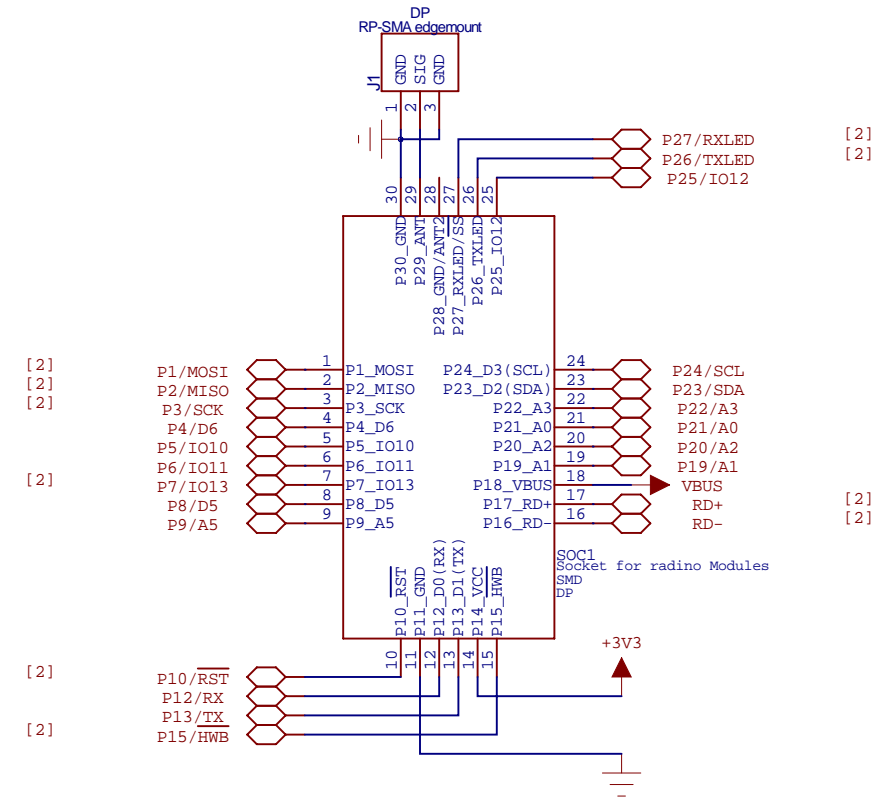 DP
RP-SMA edgemount
J1
GND
SIG
GND
1
2
3
P27/RXLED [2]
P26/TXLED [2]
P25/IO12
30
29
28
27
26
25
P30_GND
P29_ANT
P28_GND/ANT2
P27_RXLED/SS
P26_TXLED
P25_IO12
[2] P1/MOSI 1 P1_MOSI P24_D3(SCL) 24 P24/SCL
[2] P2/MISO 2 P2_MISO P23_D2(SDA) 23 P23/SDA
[2] P3/SCK 3 P3_SCK P22_A3 22 P22/A3
P4/D6 4 P4_D6 P21_A0 21 P21/A0
P5/IO10 5 P5_IO10 P20_A2 20 P20/A2
P6/IO11 6 P6_IO11 P19_A1 19 P19/A1
[2] P7/IO13 7 P7_IO13 P18_VBUS 18 VBUS
P8/D5 8 P8_D5 P17_RD+ 17 RD+ [2]
P9/A5 9 P9_A5 P16_RD- 16 RD- [2]
SOC1
Socket for radino Modules
SMD
DP
P10_RST
P11_GND
P12_D0(RX)
P13_D1(TX)
P14_VCC
P15_HWB
10
11
12
13
14
15
+3V3
[2] P10/RST
P12/RX
P13/TX
[2] P15/HWB